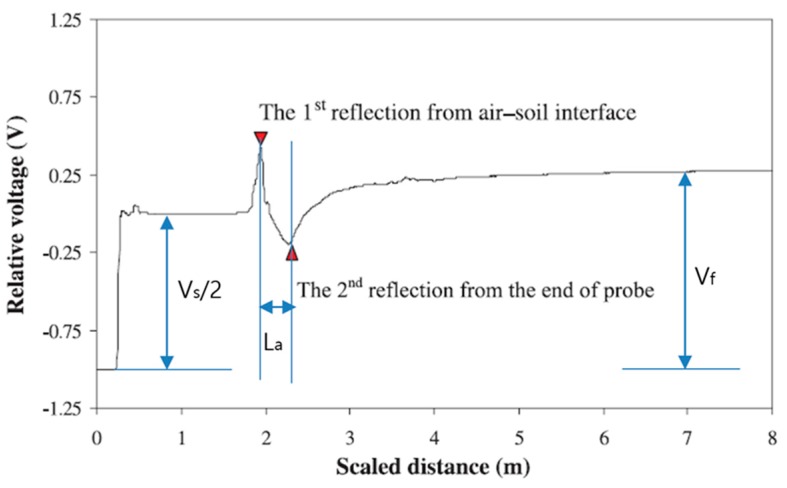 1.25
0.75
0.25
-0.25
-0.75
-1.25
Relative voltage (V)
The 1st reflection from air–soil interface
Vs/2
The 2nd reflection from the end of probe
Vf
La
0 1 2 3 4 5 6 7 8
Scaled distance (m)